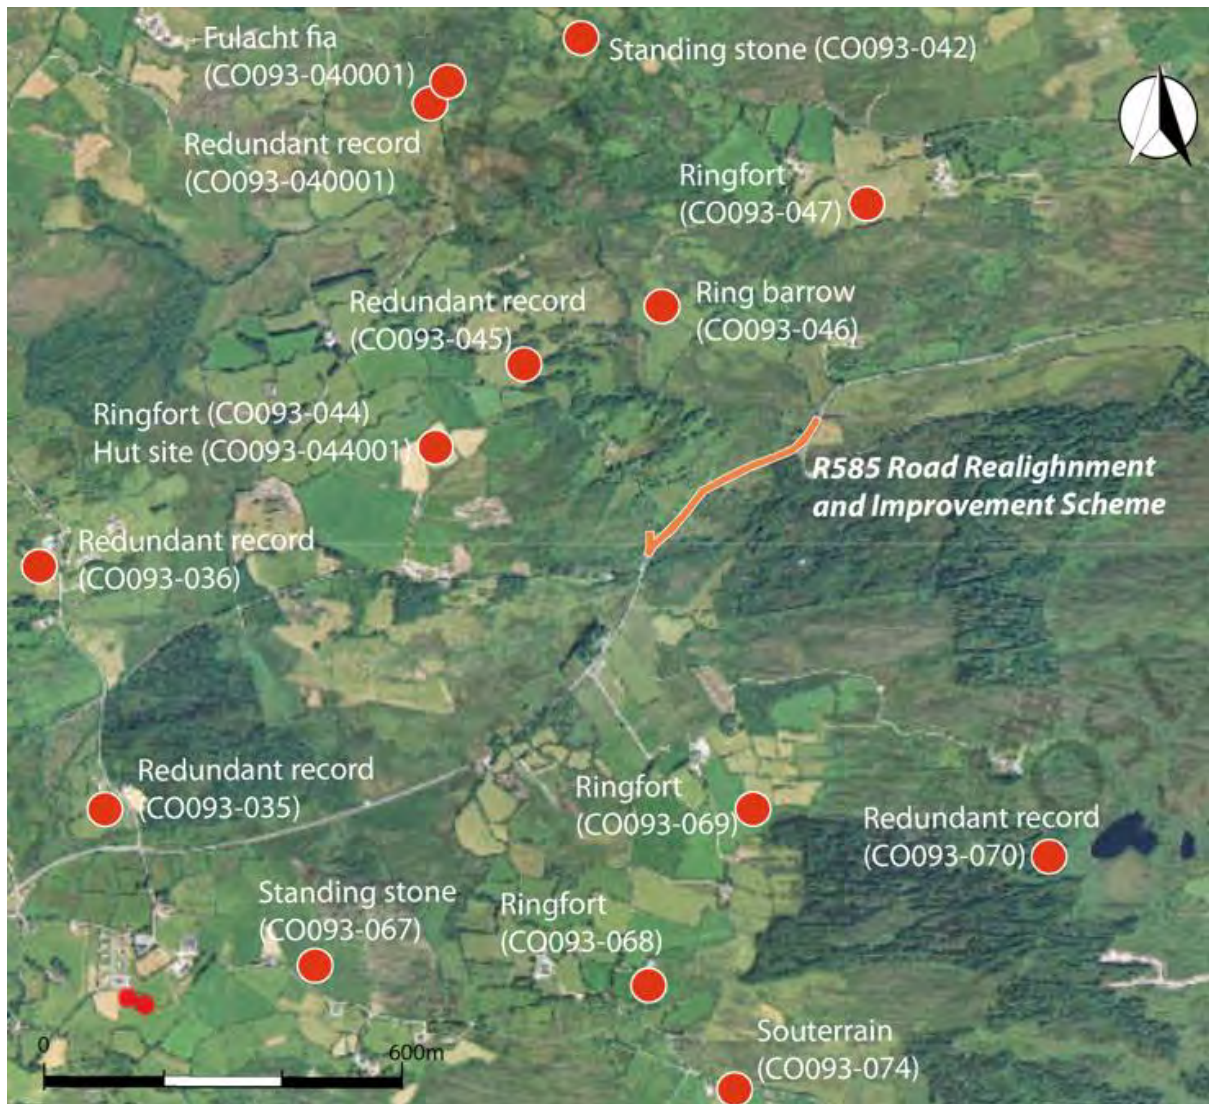 Fulacht fia
(CO093-040001)
Standing stone (CO093-042)
Redundant record
(CO093-040001)
Ringfort
(CO093-047)
Redundant record
(CO093-045)
Ring barrow
(CO093-046)
Ringfort (CO093-044)
Hut site (CO093-044001)
R585 Road Realighnment
and Improvement Scheme
Redundant record
(CO093-036)
Redundant record
(CO093-035)
Ringfort
(CO093-069)
Redundant record
(CO093-070)
Standing stone
(CO093-067)
Ringfort
(CO093-068)
Souterrain
(CO093-074)
0
600m